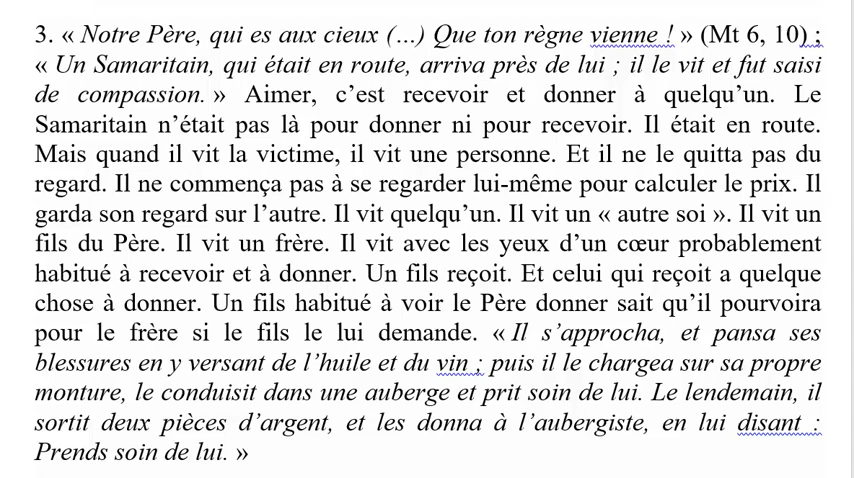 3. « Notre Père, qui es aux cieux (…) Que ton règne vienne ! » (Mt 6, 10) ;
« Un Samaritain, qui était en route, arriva près de lui ; il le vit et fut saisi
de compassion. » Aimer, c’est recevoir et donner à quelqu’un. Le
Samaritain n’était pas là pour donner ni pour recevoir. Il était en route.
Mais quand il vit la victime, il vit une personne. Et il ne le quitta pas du
regard. Il ne commença pas à se regarder lui-même pour calculer le prix. Il
garda son regard sur l’autre. Il vit quelqu’un. Il vit un « autre soi ». Il vit un
fils du Père. Il vit un frère. Il vit avec les yeux d’un cœur probablement
habitué à recevoir et à donner. Un fils reçoit. Et celui qui reçoit a quelque
chose à donner. Un fils habitué à voir le Père donner sait qu’il pourvoira
pour le frère si le fils le lui demande. « Il s’approcha, et pansa ses
blessures en y versant de l’huile et du vin ; puis il le chargea sur sa propre
monture, le conduisit dans une auberge et prit soin de lui. Le lendemain, il
sortit deux pièces d’argent, et les donna à l’aubergiste, en lui disant :
Prends soin de lui. »